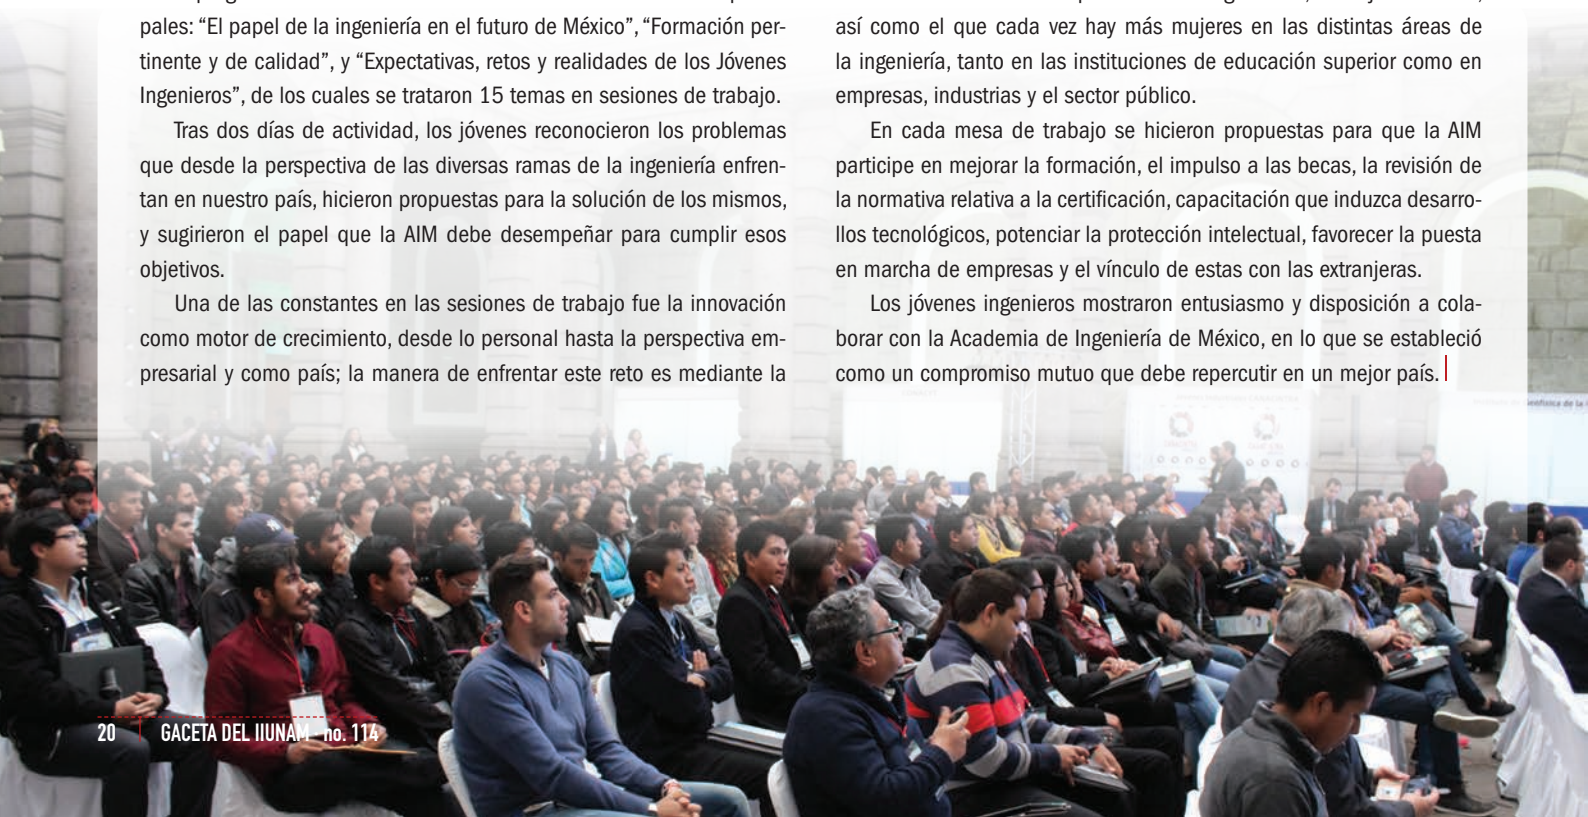 pales: “El papel de la ingeniería en el futuro de México”, “Formación per-
tinente y de calidad”, y “Expectativas, retos y realidades de los Jóvenes
Ingenieros”, de los cuales se trataron 15 temas en sesiones de trabajo.
Tras dos días de actividad, los jóvenes reconocieron los problemas
que desde la perspectiva de las diversas ramas de la ingeniería enfren-
tan en nuestro país, hicieron propuestas para la solución de los mismos,
y sugirieron el papel que la AIM debe desempeñar para cumplir esos
objetivos.
Una de las constantes en las sesiones de trabajo fue la innovación
como motor de crecimiento, desde lo personal hasta la perspectiva em-
presarial y como país; la manera de enfrentar este reto es mediante la
así como el que cada vez hay más mujeres en las distintas áreas de
la ingeniería, tanto en las instituciones de educación superior como en
empresas, industrias y el sector público.
En cada mesa de trabajo se hicieron propuestas para que la AIM
participe en mejorar la formación, el impulso a las becas, la revisión de
la normativa relativa a la certificación, capacitación que induzca desarro-
llos tecnológicos, potenciar la protección intelectual, favorecer la puesta
en marcha de empresas y el vínculo de estas con las extranjeras.
Los jóvenes ingenieros mostraron entusiasmo y disposición a cola-
borar con la Academia de Ingeniería de México, en lo que se estableció
como un compromiso mutuo que debe repercutir en un mejor país.
20 GACETA DEL IIUNAM · no. 114